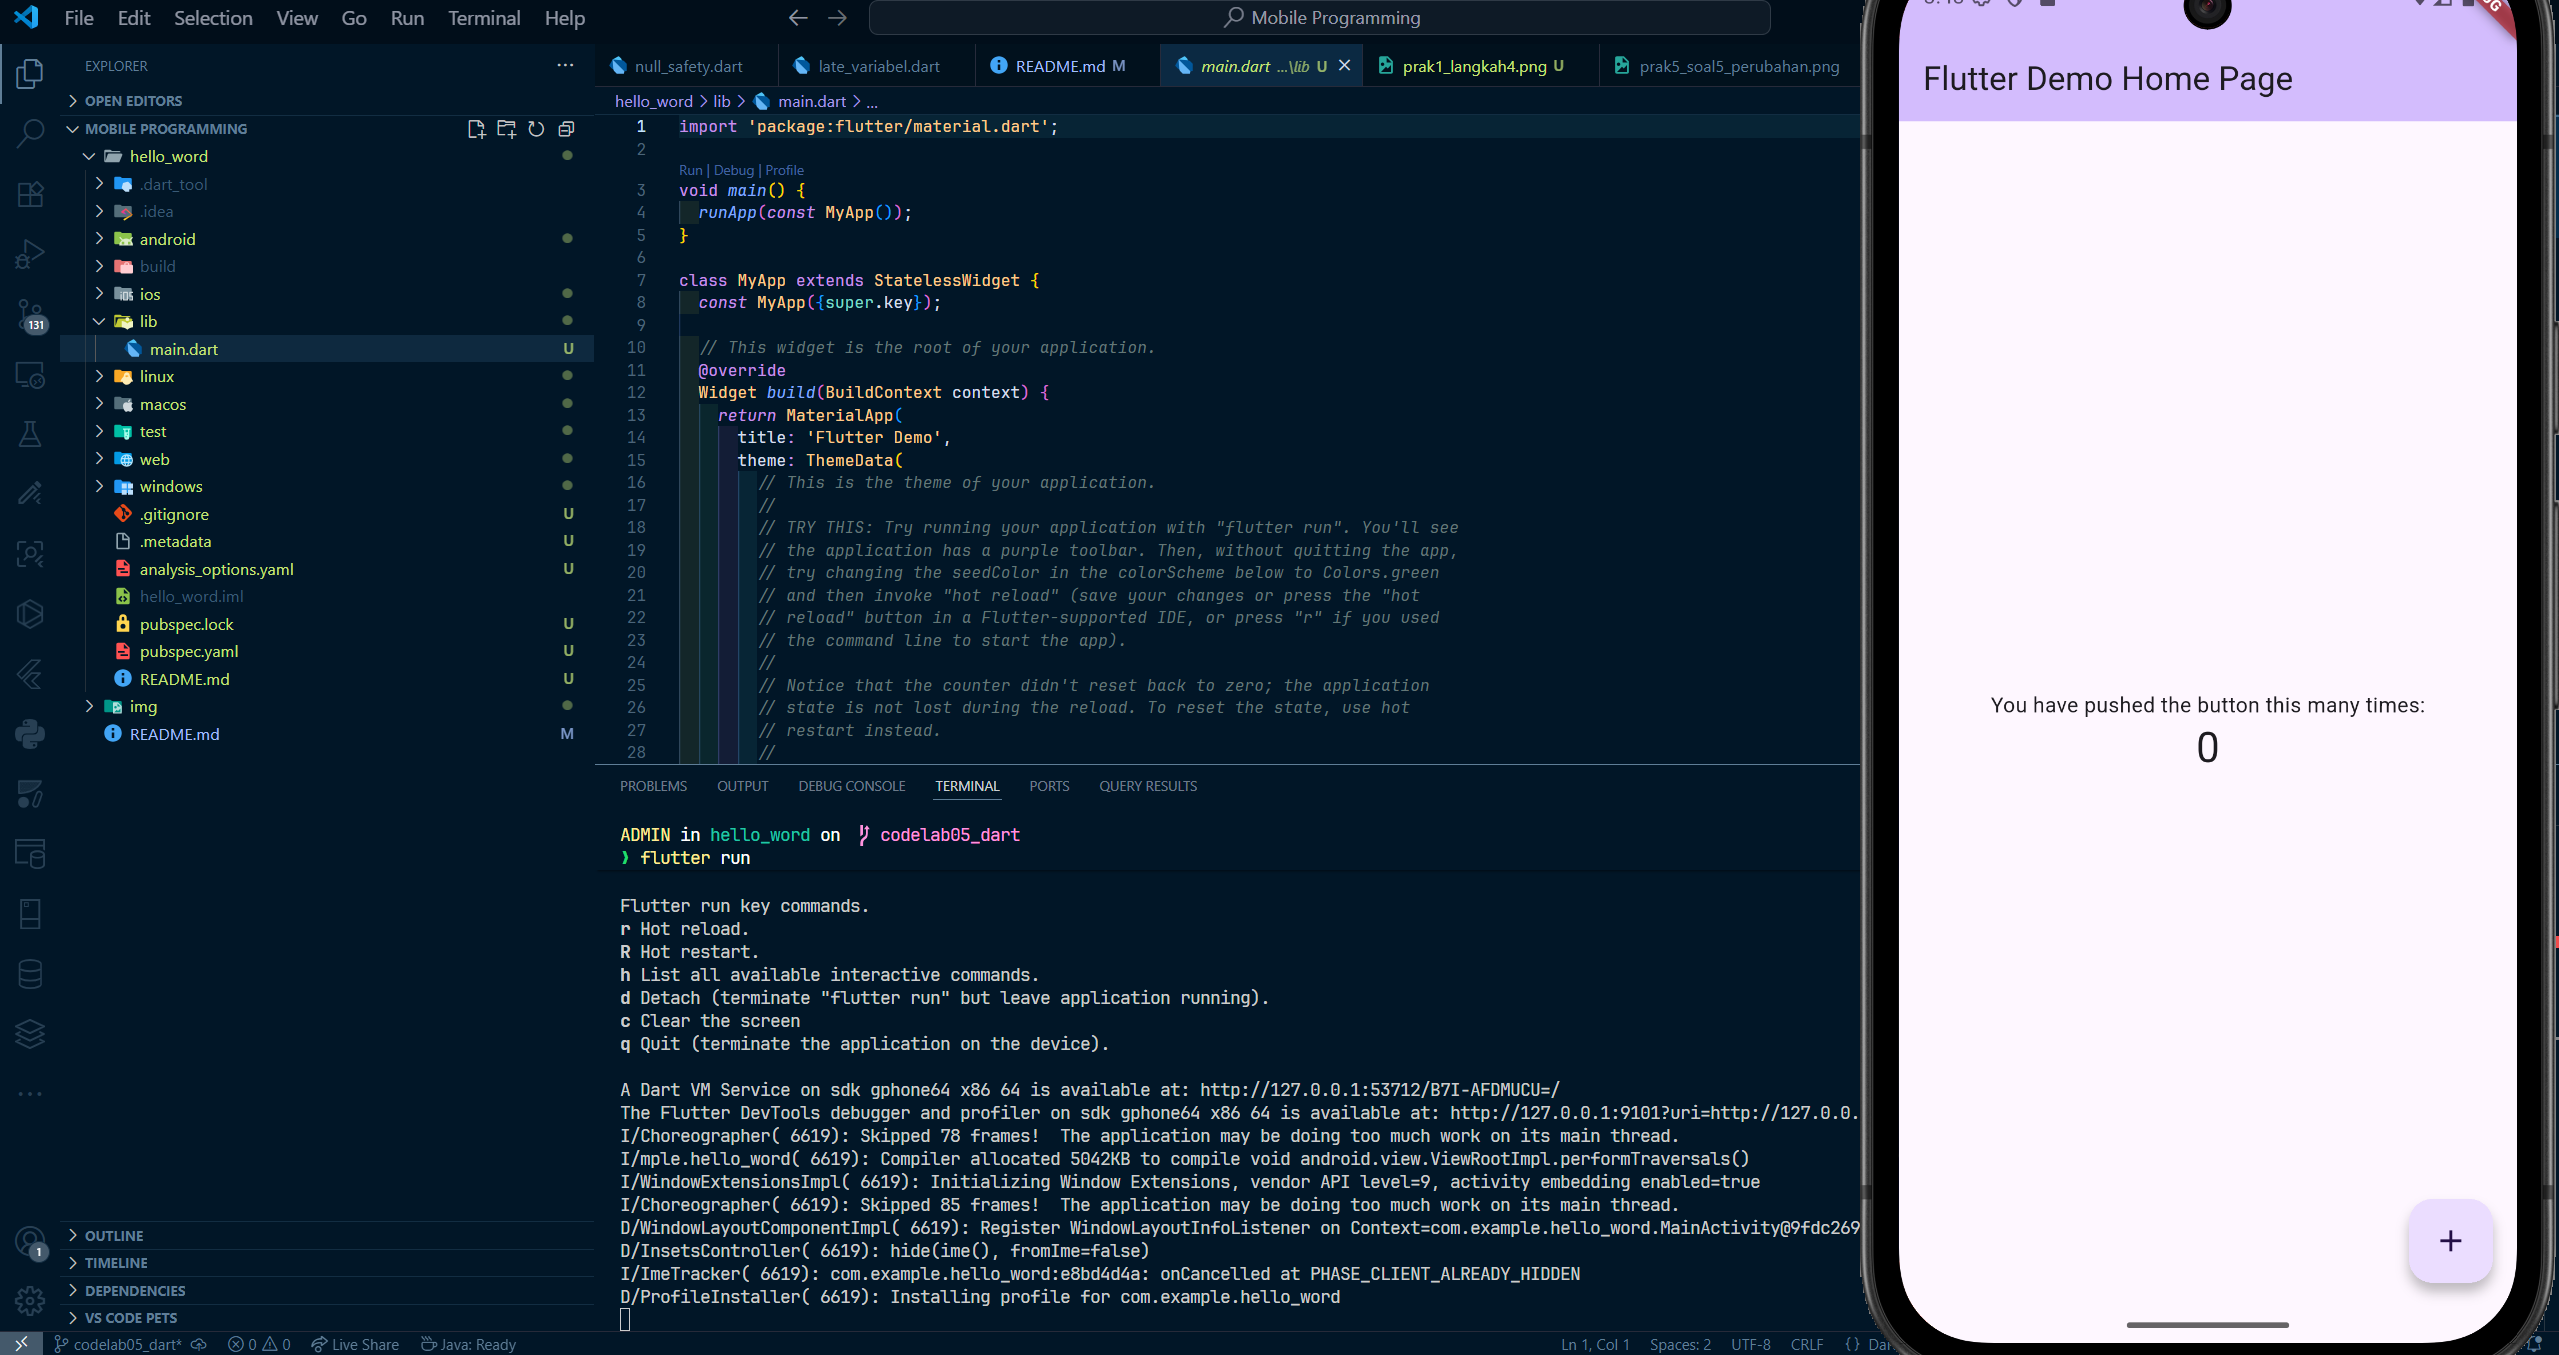 File Edit Selection View Go Run Terminal Help
Mobile Programming
EXPLORER
OPEN EDITORS
MOBILE PROGRAMMING
hello_word
.dart_tool
.idea
android
build
ios
lib
main.dart U
linux
macos
test
web
windows
.gitignore U
.metadata U
analysis_options.yaml U
hello_word.iml
pubspec.lock U
pubspec.yaml U
README.md U
img
README.md M
OUTLINE
TIMELINE
DEPENDENCIES
VS CODE PETS
131
1
null_safety.dart
late_variabel.dart
README.md M
main.dart ...\lib U
prak1_langkah4.png U
prak5_soal5_perubahan.png
hello_word > lib > main.dart > ...
1 import 'package:flutter/material.dart';
2
Run | Debug | Profile
3 void main() {
4 runApp(const MyApp());
5 }
6
7 class MyApp extends StatelessWidget {
8 const MyApp({super.key});
9
10 // This widget is the root of your application.
11 @override
12 Widget build(BuildContext context) {
13 return MaterialApp(
14 title: 'Flutter Demo',
15 theme: ThemeData(
16 // This is the theme of your application.
17 //
18 // TRY THIS: Try running your application with "flutter run". You'll see
19 // the application has a purple toolbar. Then, without quitting the app,
20 // try changing the seedColor in the colorScheme below to Colors.green
21 // and then invoke "hot reload" (save your changes or press the "hot
22 // reload" button in a Flutter-supported IDE, or press "r" if you used
23 // the command line to start the app).
24 //
25 // Notice that the counter didn't reset back to zero; the application
26 // state is not lost during the reload. To reset the state, use hot
27 // restart instead.
28 //
PROBLEMS OUTPUT DEBUG CONSOLE TERMINAL PORTS QUERY RESULTS
ADMIN in hello_word on codelab05_dart
❯ flutter run
Flutter run key commands.
r Hot reload.
R Hot restart.
h List all available interactive commands.
d Detach (terminate "flutter run" but leave application running).
c Clear the screen
q Quit (terminate the application on the device).
A Dart VM Service on sdk gphone64 x86 64 is available at: http://127.0.0.1:53712/B7I-AFDMUCU=/
The Flutter DevTools debugger and profiler on sdk gphone64 x86 64 is available at: http://127.0.0.1:9101?uri=http://127.0.0.
I/Choreographer( 6619): Skipped 78 frames!  The application may be doing too much work on its main thread.
I/mple.hello_word( 6619): Compiler allocated 5042KB to compile void android.view.ViewRootImpl.performTraversals()
I/WindowExtensionsImpl( 6619): Initializing Window Extensions, vendor API level=9, activity embedding enabled=true
I/Choreographer( 6619): Skipped 85 frames!  The application may be doing too much work on its main thread.
D/WindowLayoutComponentImpl( 6619): Register WindowLayoutInfoListener on Context=com.example.hello_word.MainActivity@9fdc269
D/InsetsController( 6619): hide(ime(), fromIme=false)
I/ImeTracker( 6619): com.example.hello_word:e8bd4d4a: onCancelled at PHASE_CLIENT_ALREADY_HIDDEN
D/ProfileInstaller( 6619): Installing profile for com.example.hello_word
codelab05_dart* 0 0 Live Share Java: Ready
Ln 1, Col 1 Spaces: 2 UTF-8 CRLF {}
Flutter Demo Home Page
You have pushed the button this many times:
0
+